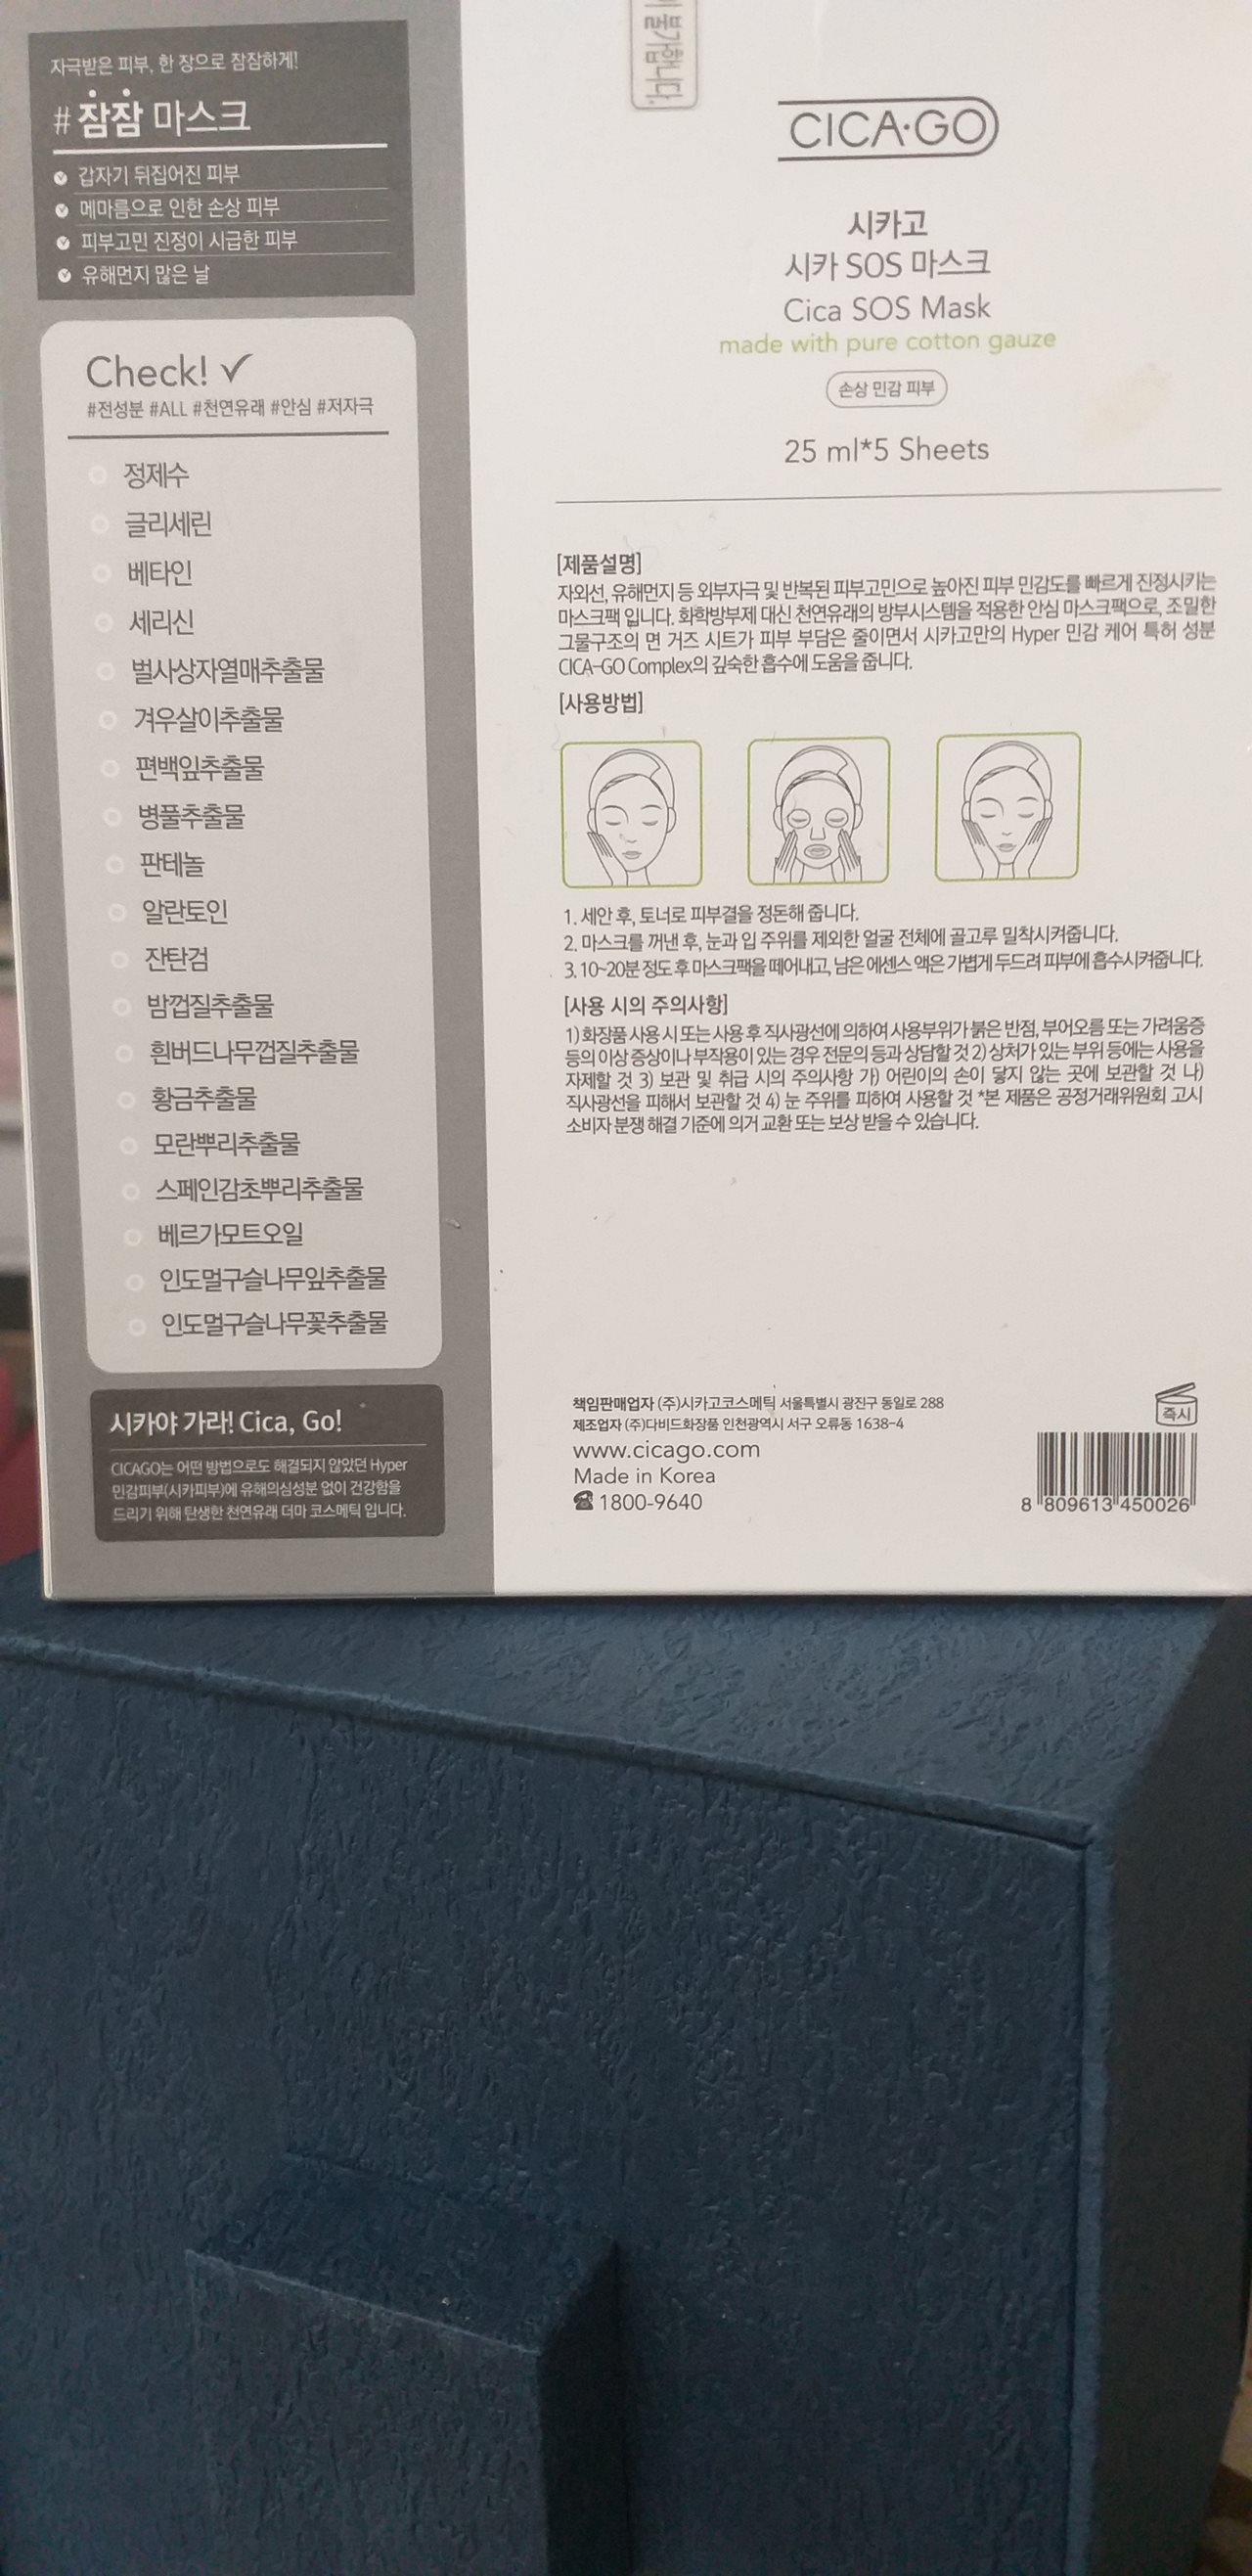 자극받은 피부, 한 장으로 잠잠하게!
# 잠잠 마스크
갑자기 뒤집어진 피부
메마름으로 인한 손상 피부
피부고민 진정이 시급한 피부
유해먼지 많은 날
Check! ✓
#전성분 #ALL #천연유래 #안심 #저자극
정제수
글리세린
베타인
세리신
벌사상자열매추출물
겨우살이추출물
편백잎추출물
병풀추출물
판테놀
알란토인
잔탄검
밤껍질추출물
흰버드나무껍질추출물
황금추출물
모란뿌리추출물
스페인감초뿌리추출물
베르가모트오일
인도멀구슬나무잎추출물
인도멀구슬나무꽃추출물
시카야 가라! Cica, Go!
CICAGO는 어떤 방법으로도 해결되지 않았던 Hyper
민감피부(시카피부)에 유해의심성분 없이 건강함을
드리기 위해 탄생한 천연유래 더마 코스메틱 입니다.
불가합니다.
CICA·GO
시카고
시카 SOS 마스크
Cica SOS Mask
made with pure cotton gauze
손상 민감 피부
25 ml*5 Sheets
[제품설명]
자외선, 유해먼지 등 외부자극 및 반복된 피부고민으로 높아진 피부 민감도를 빠르게 진정시키는
마스크팩 입니다. 화학방부제 대신 천연유래의 방부시스템을 적용한 안심 마스크팩으로, 조밀한
그물구조의 면 거즈 시트가 피부 부담은 줄이면서 시카고만의 Hyper 민감 케어 특허 성분
CICA-GO Complex의 깊숙한 흡수에 도움을 줍니다.
[사용방법]
1. 세안 후, 토너로 피부결을 정돈해 줍니다.
2. 마스크를 꺼낸 후, 눈과 입 주위를 제외한 얼굴 전체에 골고루 밀착시켜줍니다.
3. 10~20분 정도 후 마스크팩을 떼어내고, 남은 에센스 액은 가볍게 두드려 피부에 흡수시켜줍니다.
[사용 시의 주의사항]
1) 화장품 사용 시 또는 사용 후 직사광선에 의하여 사용부위가 붉은 반점, 부어오름 또는 가려움증
등의 이상 증상이나 부작용이 있는 경우 전문의 등과 상담할 것 2) 상처가 있는 부위 등에는 사용을
자제할 것 3) 보관 및 취급 시의 주의사항 가) 어린이의 손이 닿지 않는 곳에 보관할 것 나)
직사광선을 피해서 보관할 것 4) 눈 주위를 피하여 사용할 것 *본 제품은 공정거래위원회 고시
소비자 분쟁 해결 기준에 의거 교환 또는 보상 받을 수 있습니다.
책임판매업자 (주)시카고코스메틱 서울특별시 광진구 동일로 288
제조업자 (주)다비드화장품 인천광역시 서구 오류동 1638-4
www.cicago.com
Made in Korea
☎ 1800-9640
즉시
8 809613 450026